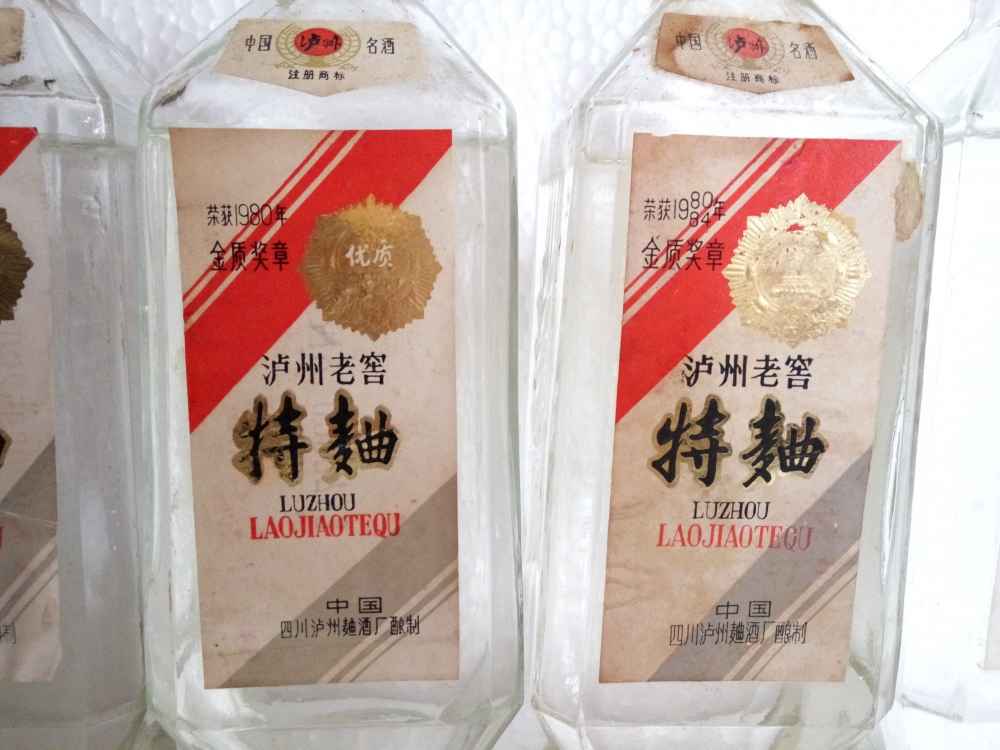 中国 泸州 名酒
注册商标
荣获1980年
金质奖章
优质
泸州老窖
特麯
LUZHOU
LAOJIAOTEQU
中国
四川泸州麯酒厂酿制
中国 泸州 名酒
注册商标
荣获1980年
84
金质奖章
泸州老窖
特麯
LUZHOU
LAOJIAOTEQU
中国
四川泸州麯酒厂酿制
制